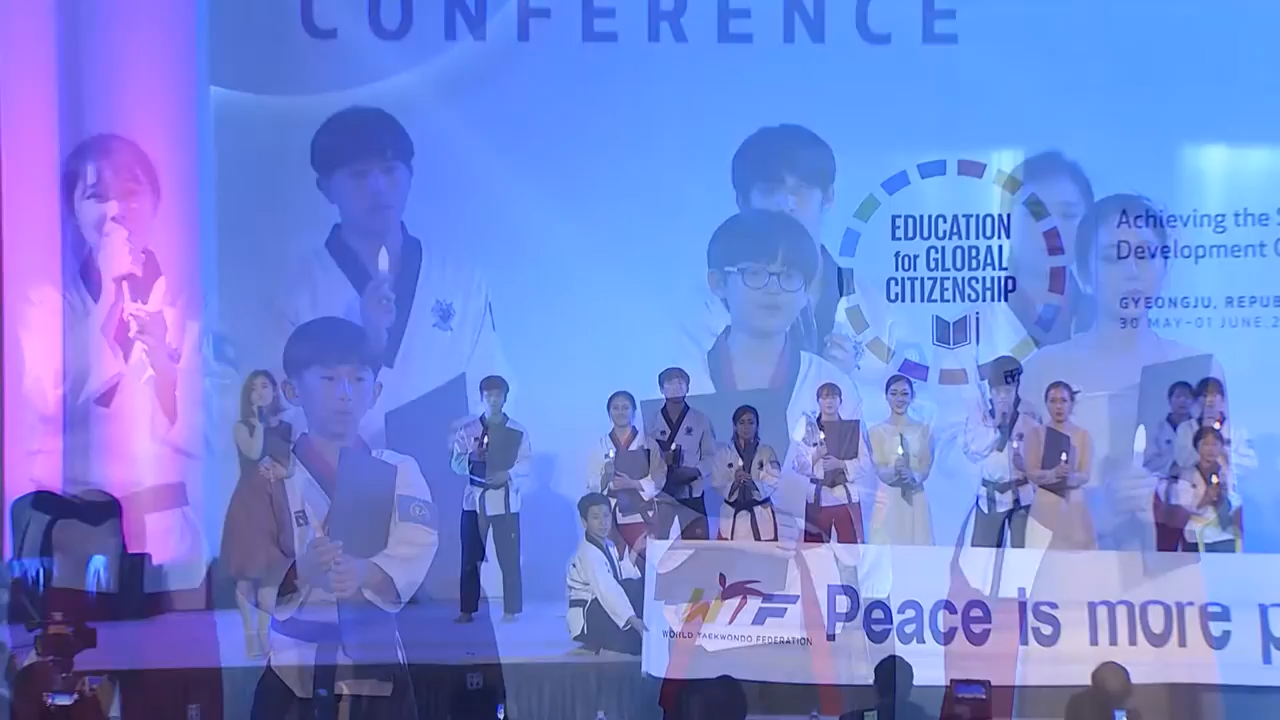 CONFERENCE
EDUCATION
for GLOBAL
CITIZENSHIP
Achieving the
Development
GYEONGJU,
30 MAY-01 JUNE
WTF
WORLD TAEKWONDO FEDERATION
Peace is more